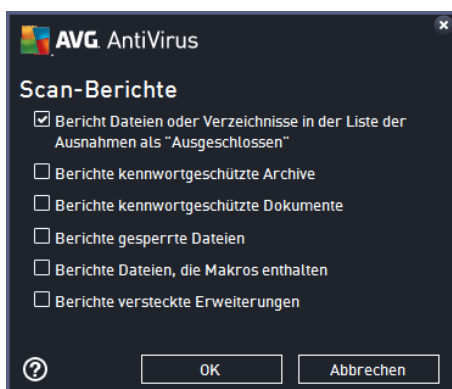 AVG AntiVirus
Scan-Berichte
Bericht Dateien oder Verzeichnisse in der Liste der
Ausnahmen als "Ausgeschlossen"
Berichte kennwortgeschützte Archive
Berichte kennwortgeschützte Dokumente
Berichte gesperrte Dateien
Berichte Dateien, die Makros enthalten
Berichte versteckte Erweiterungen
? OK Abbrechen